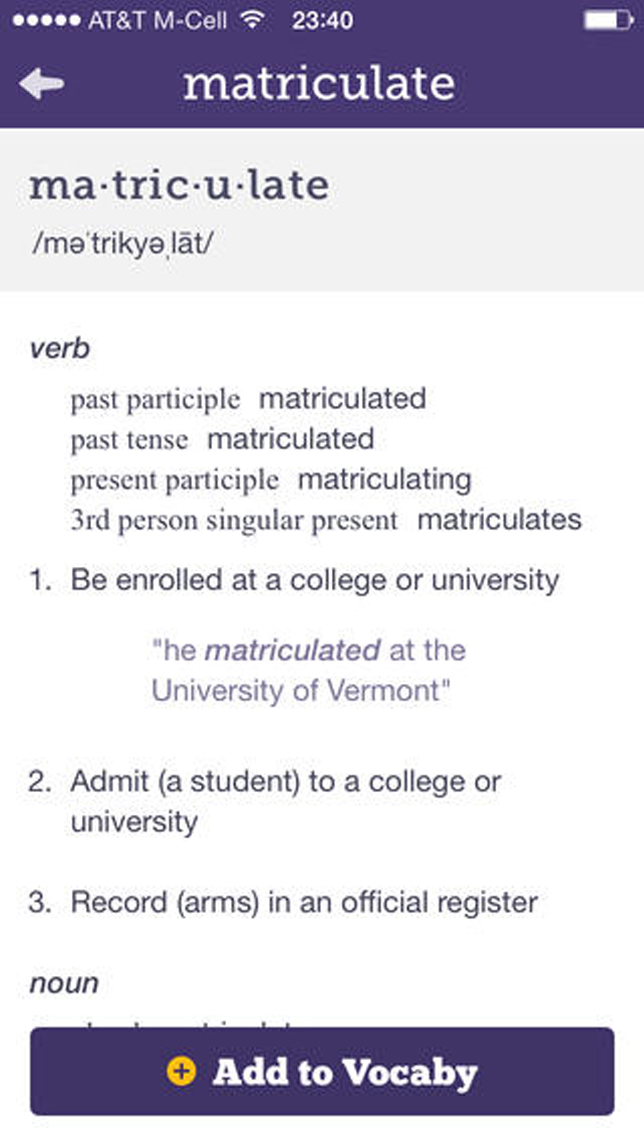 AT&T M-Cell 23:40
matriculate
ma·tric·u·late
/məˈtrikyəˌlāt/
verb
past participle matriculated
past tense matriculated
present participle matriculating
3rd person singular present matriculates
1. Be enrolled at a college or university
"he matriculated at the
University of Vermont"
2. Admit (a student) to a college or
university
3. Record (arms) in an official register
noun
Add to Vocaby